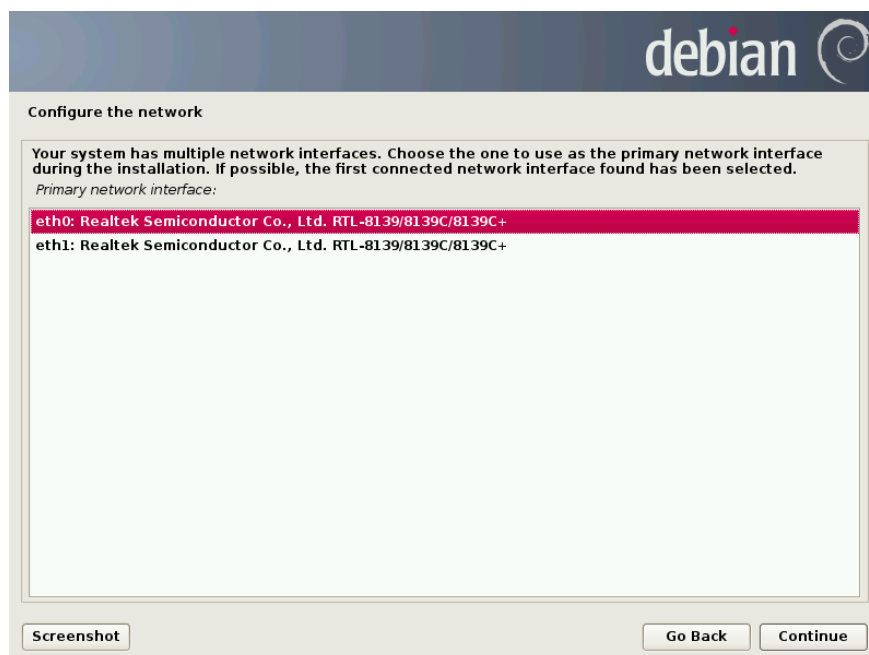 debian
Configure the network
Your system has multiple network interfaces. Choose the one to use as the primary network interface
during the installation. If possible, the first connected network interface found has been selected.
Primary network interface:
eth0: Realtek Semiconductor Co., Ltd. RTL-8139/8139C/8139C+
eth1: Realtek Semiconductor Co., Ltd. RTL-8139/8139C/8139C+
Screenshot Go Back Continue